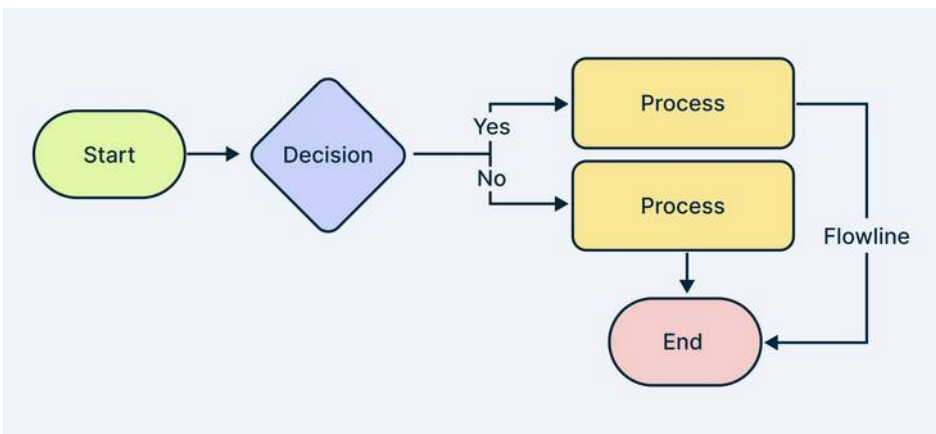 Start
Decision
Yes
No
Process
Process
Flowline
End